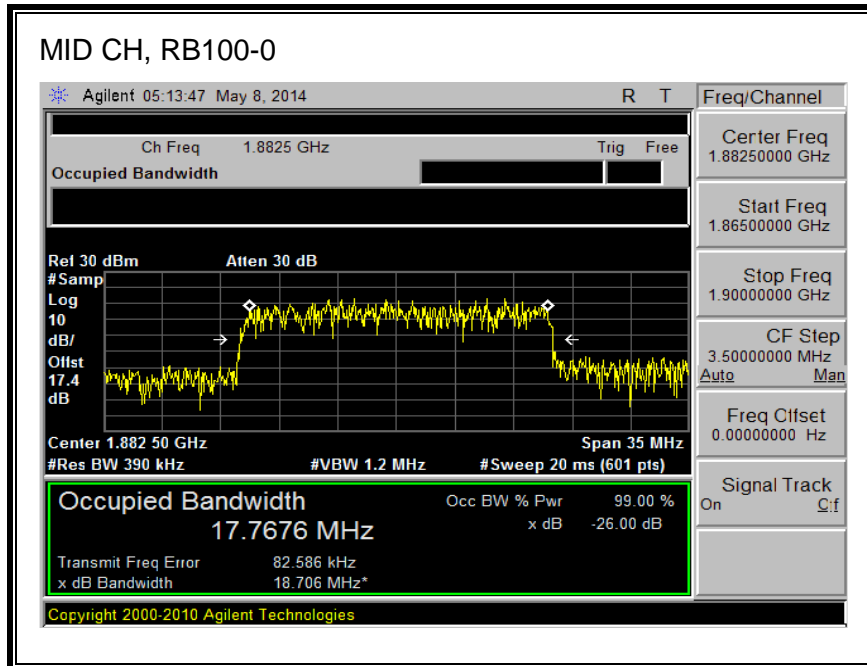 MID CH, RB100-0
Agilent 05:13:47 May 8, 2014 R T
Freq/Channel
Ch Freq 1.8825 GHz Trig Free
Occupied Bandwidth
Center Freq
1.88250000 GHz
Start Freq
1.86500000 GHz
Stop Freq
1.90000000 GHz
CF Step
3.50000000 MHz
Auto Man
Freq Offset
0.00000000 Hz
Signal Track
On Off
Ref 30 dBm Atten 30 dB
#Samp
Log
10
dB/
Offst
17.4
dB
Center 1.882 50 GHz Span 35 MHz
#Res BW 390 kHz #VBW 1.2 MHz #Sweep 20 ms (601 pts)
Occupied Bandwidth
17.7676 MHz
Occ BW % Pwr 99.00 %
x dB -26.00 dB
Transmit Freq Error 82.586 kHz
x dB Bandwidth 18.706 MHz*
Copyright 2000-2010 Agilent Technologies